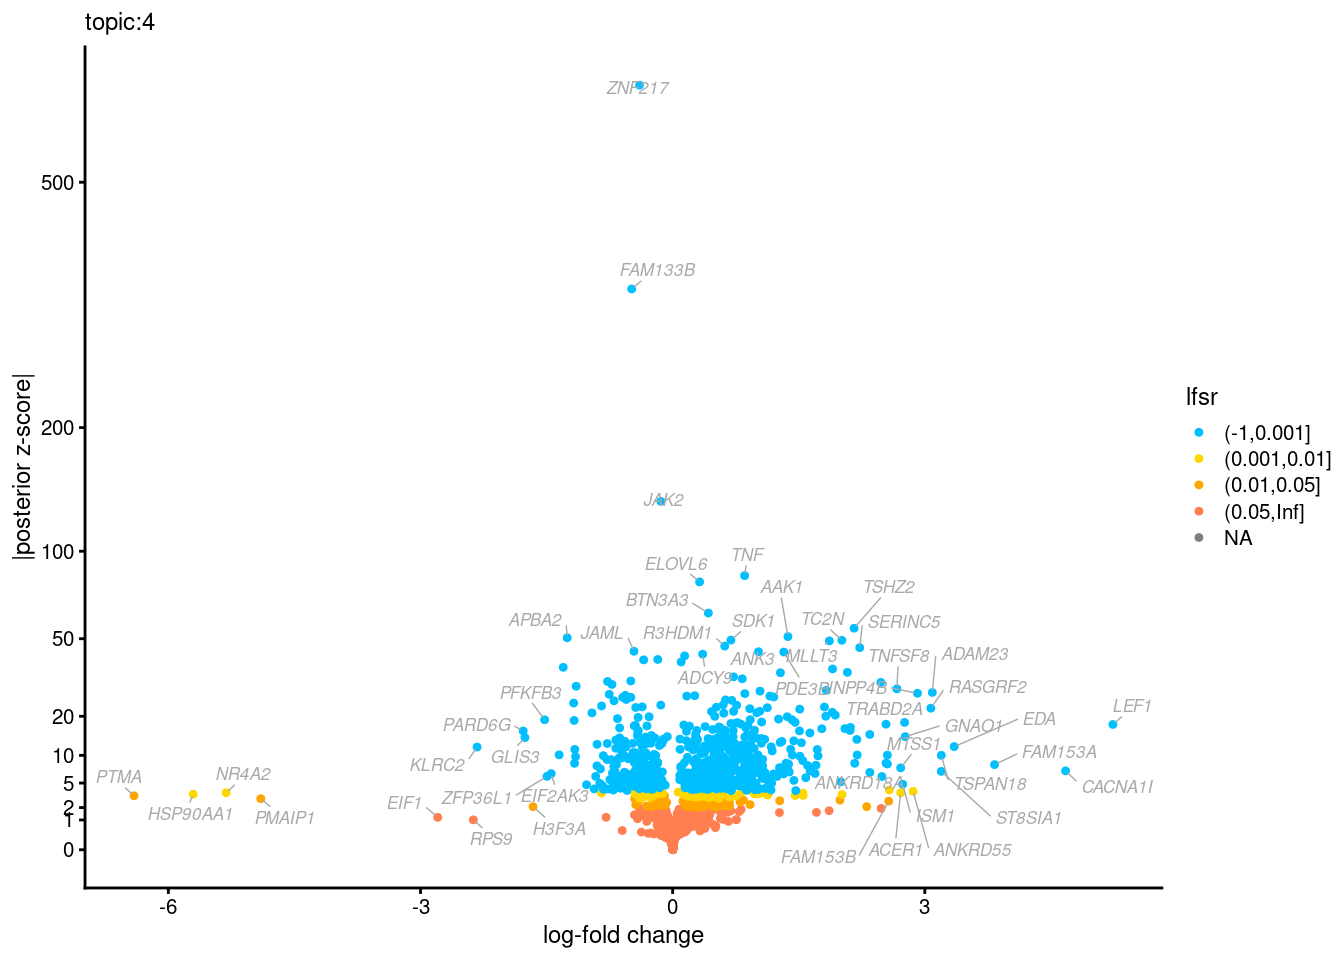 topic:4
ZNF217
500
FAM133B
|posterior z-score|
lfsr
200
(-1,0.001]
(0.001,0.01]
(0.01,0.05]
(0.05,Inf]
NA
JAK2
100
TNF
ELOVL6
AAK1
TSHZ2
BTN3A3
APBA2
JAML
R3HDM1
SDK1
TC2N
SERINC5
50
ANK3
MLLT3
TNFSF8
ADAM23
ADCY9
PDE3B
INPP4B
RASGRF2
PFKFB3
TRABD2A
LEF1
20
PARD6G
GNAO1
EDA
GLIS3
MTSS1
FAM153A
10
KLRC2
PTMA
NR4A2
ANKRD18A
TSPAN18
CACNA1I
5
ZFP36L1
EIF2AK3
HSP90AA1
PMAIP1
EIF1
ISM1
ST8SIA1
2
1
RPS9
H3F3A
FAM153B
ACER1
ANKRD55
0
-6
-3
0
3
log-fold change